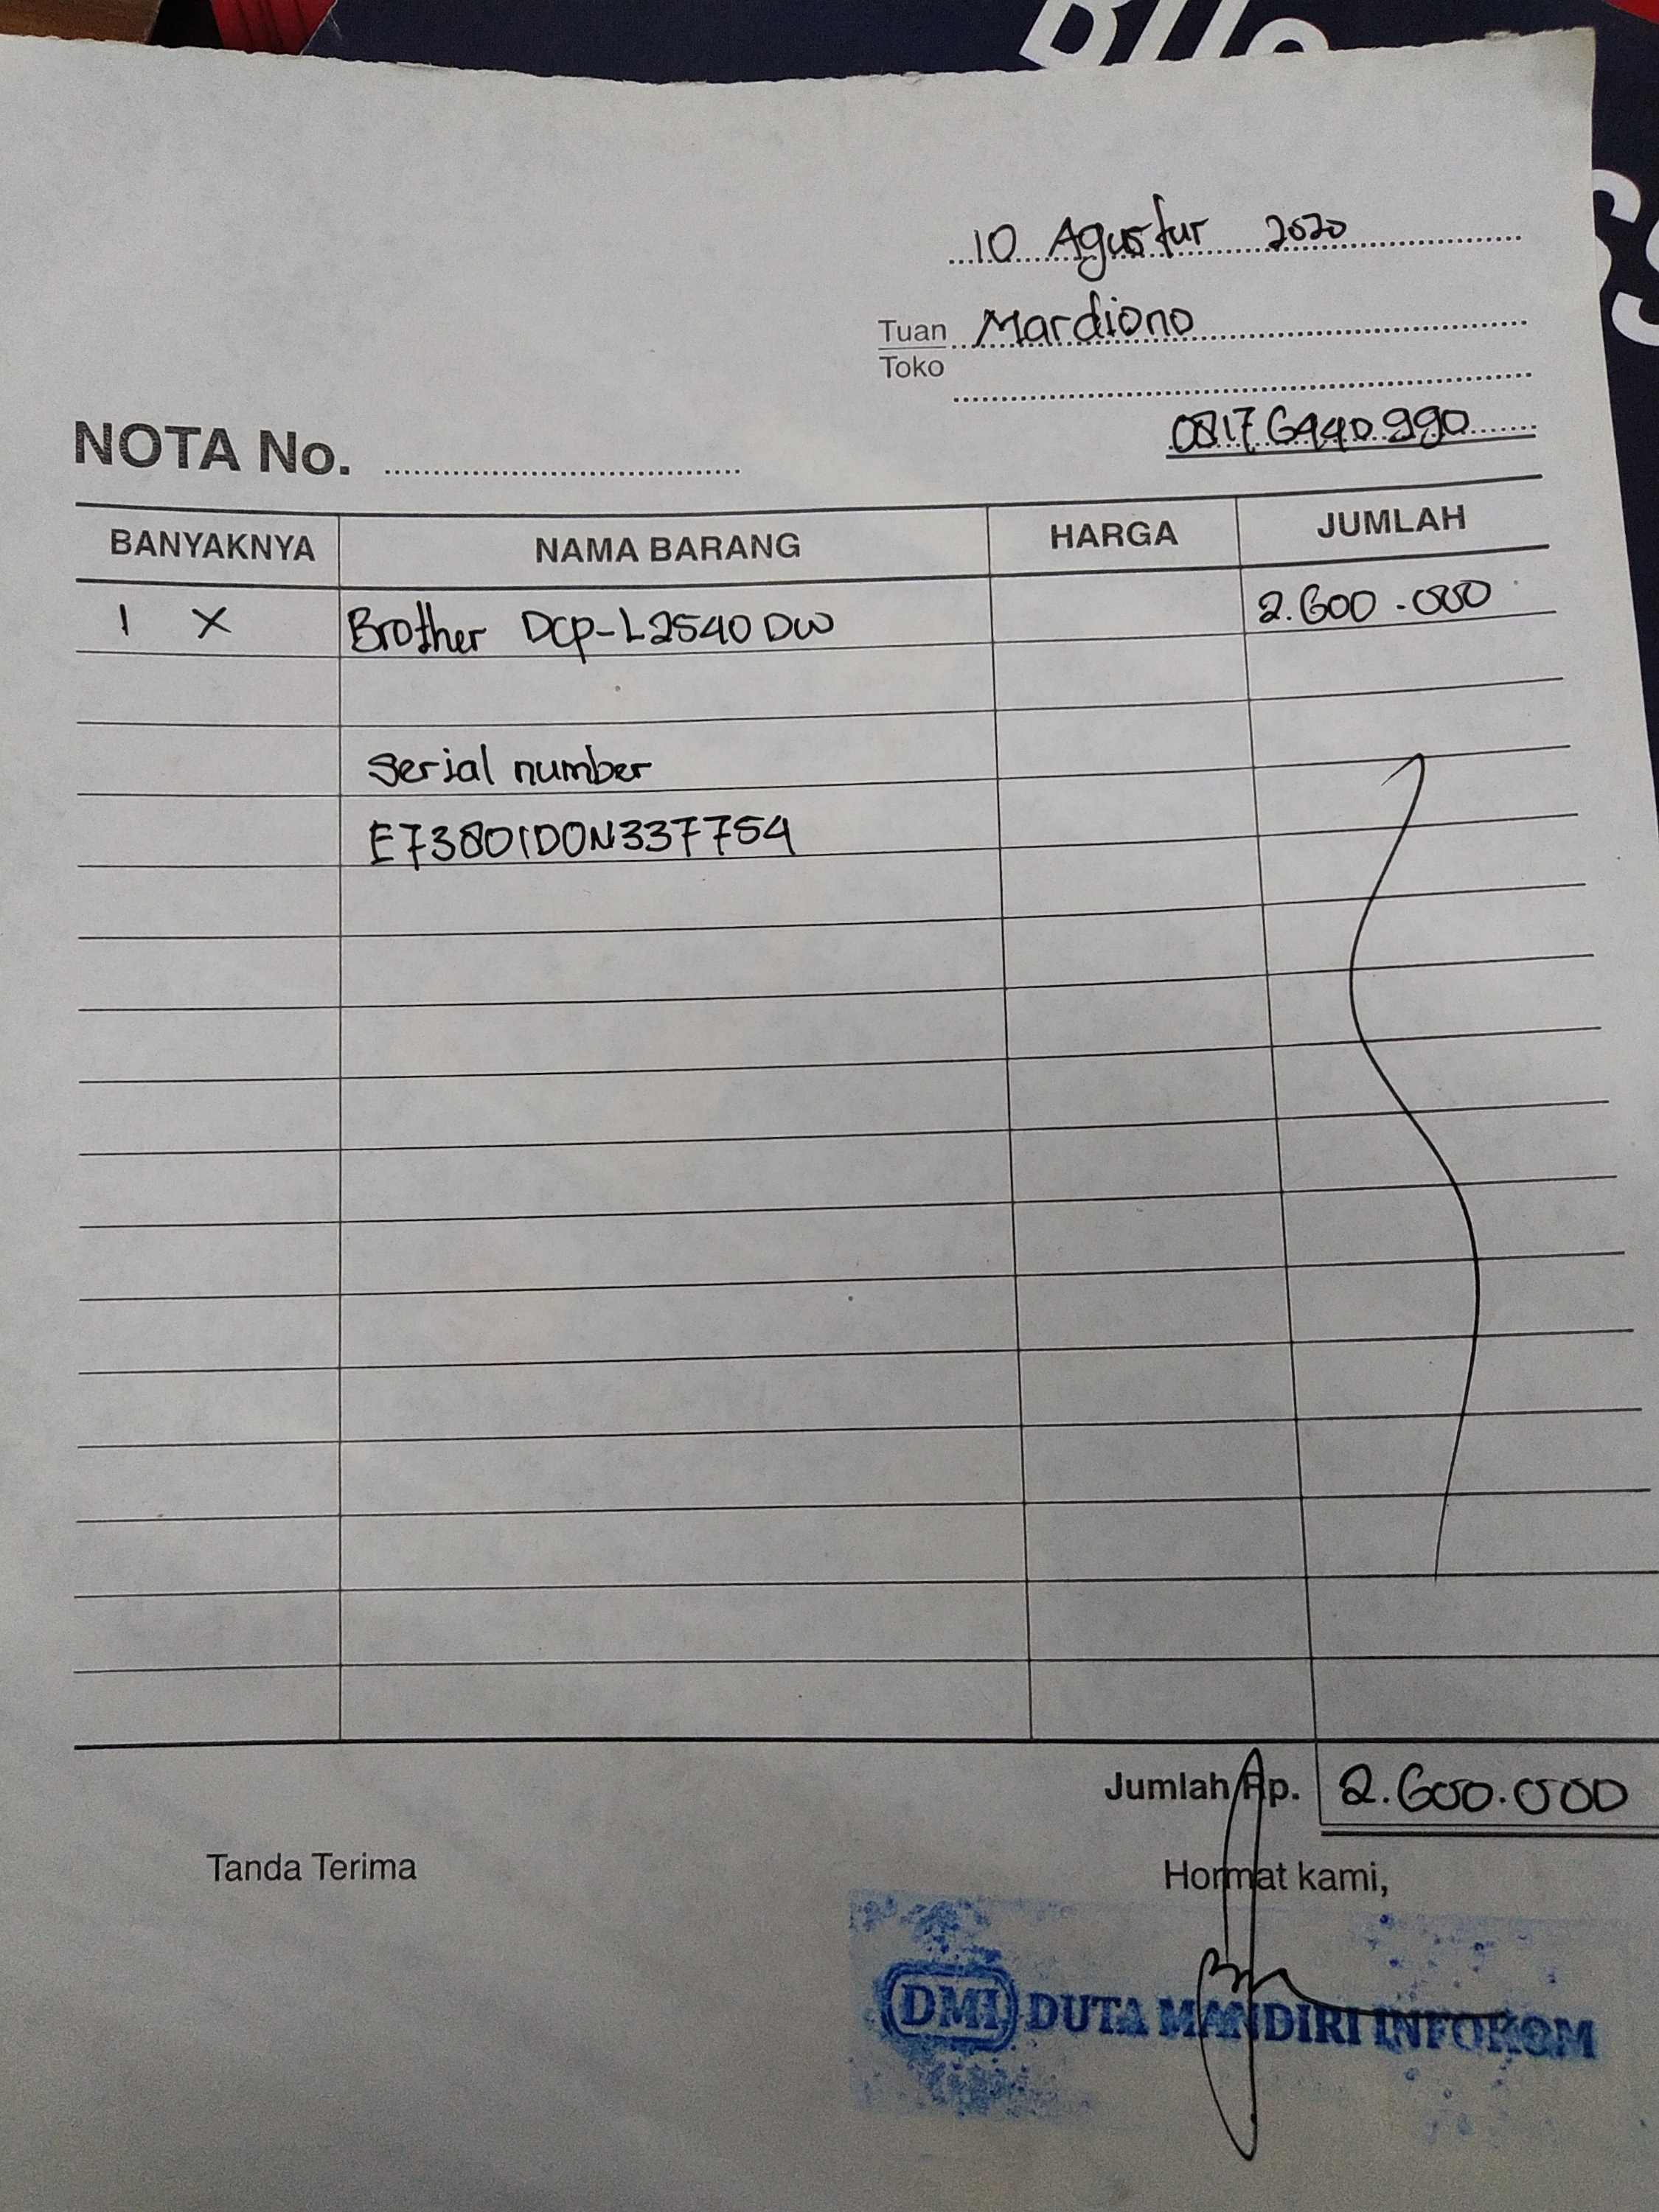 10 Agustus 2020
Tuan Mardiono
Toko
0817 6440 990
NOTA No.
BANYAKNYA NAMA BARANG HARGA JUMLAH
1 X Brother DCP-L2540 DW 2.600.000
Serial number
E73801D0N337754
Jumlah Rp. 2.600.000
Tanda Terima Hormat kami,
DMI DUTA MANDIRI INFOKOM